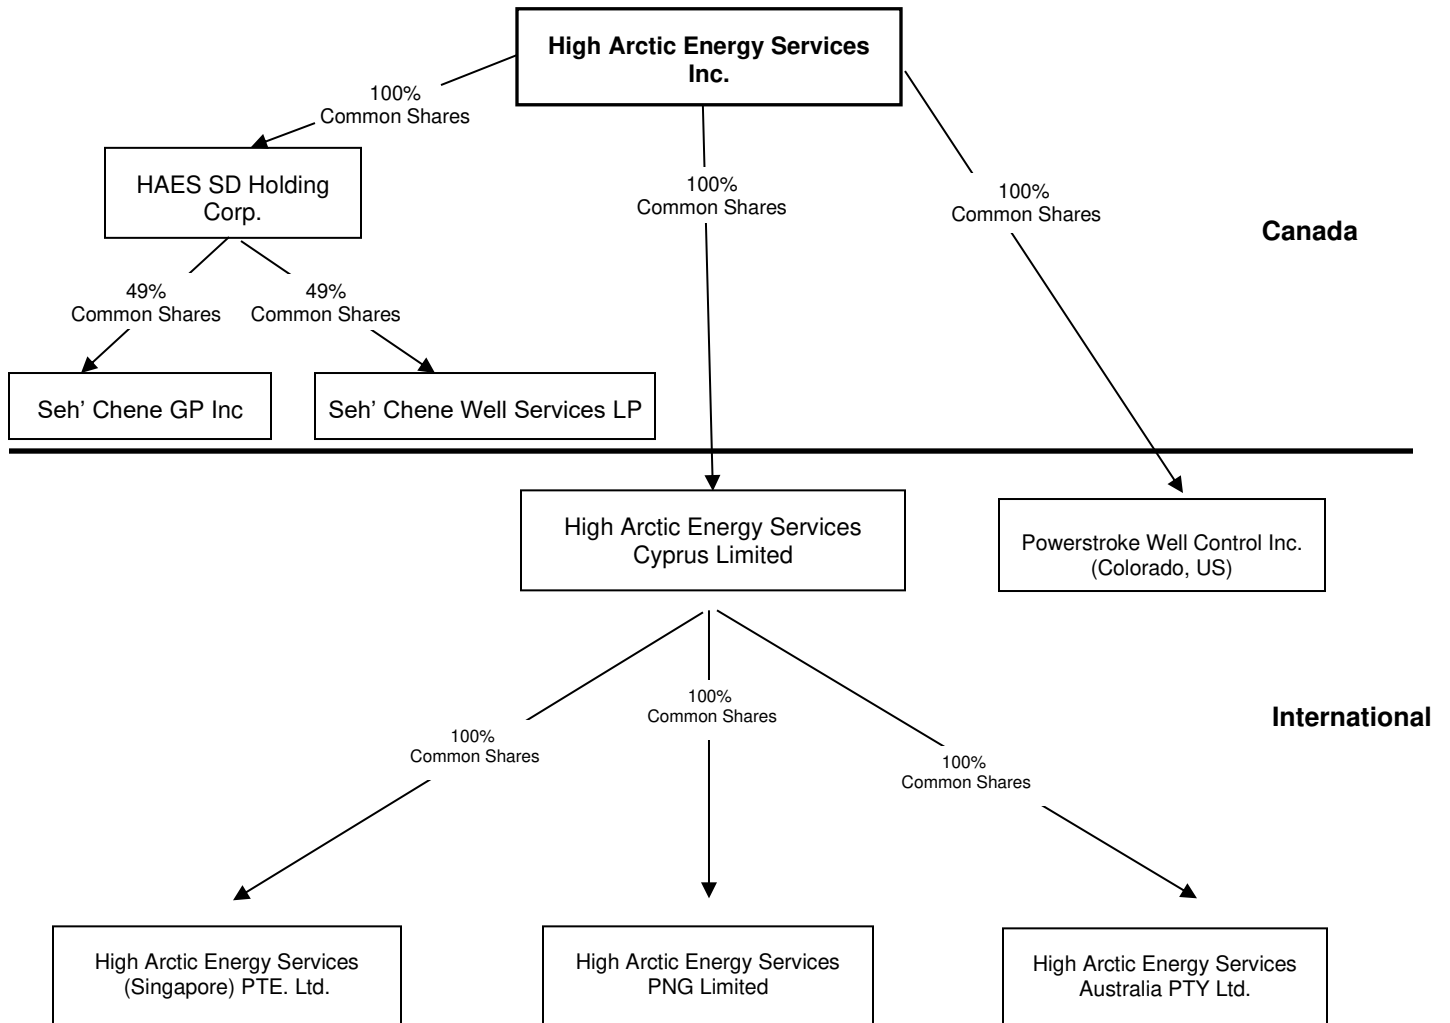 High Arctic Energy Services
Inc.
100%
Common Shares
HAES SD Holding
Corp.
100%
Common Shares
100%
Common Shares
Canada
49%
Common Shares
49%
Common Shares
Seh’ Chene GP Inc
Seh’ Chene Well Services LP
High Arctic Energy Services
Cyprus Limited
Powerstroke Well Control Inc.
(Colorado, US)
100%
Common Shares
100%
Common Shares
100%
Common Shares
International
High Arctic Energy Services
(Singapore) PTE. Ltd.
High Arctic Energy Services
PNG Limited
High Arctic Energy Services
Australia PTY Ltd.